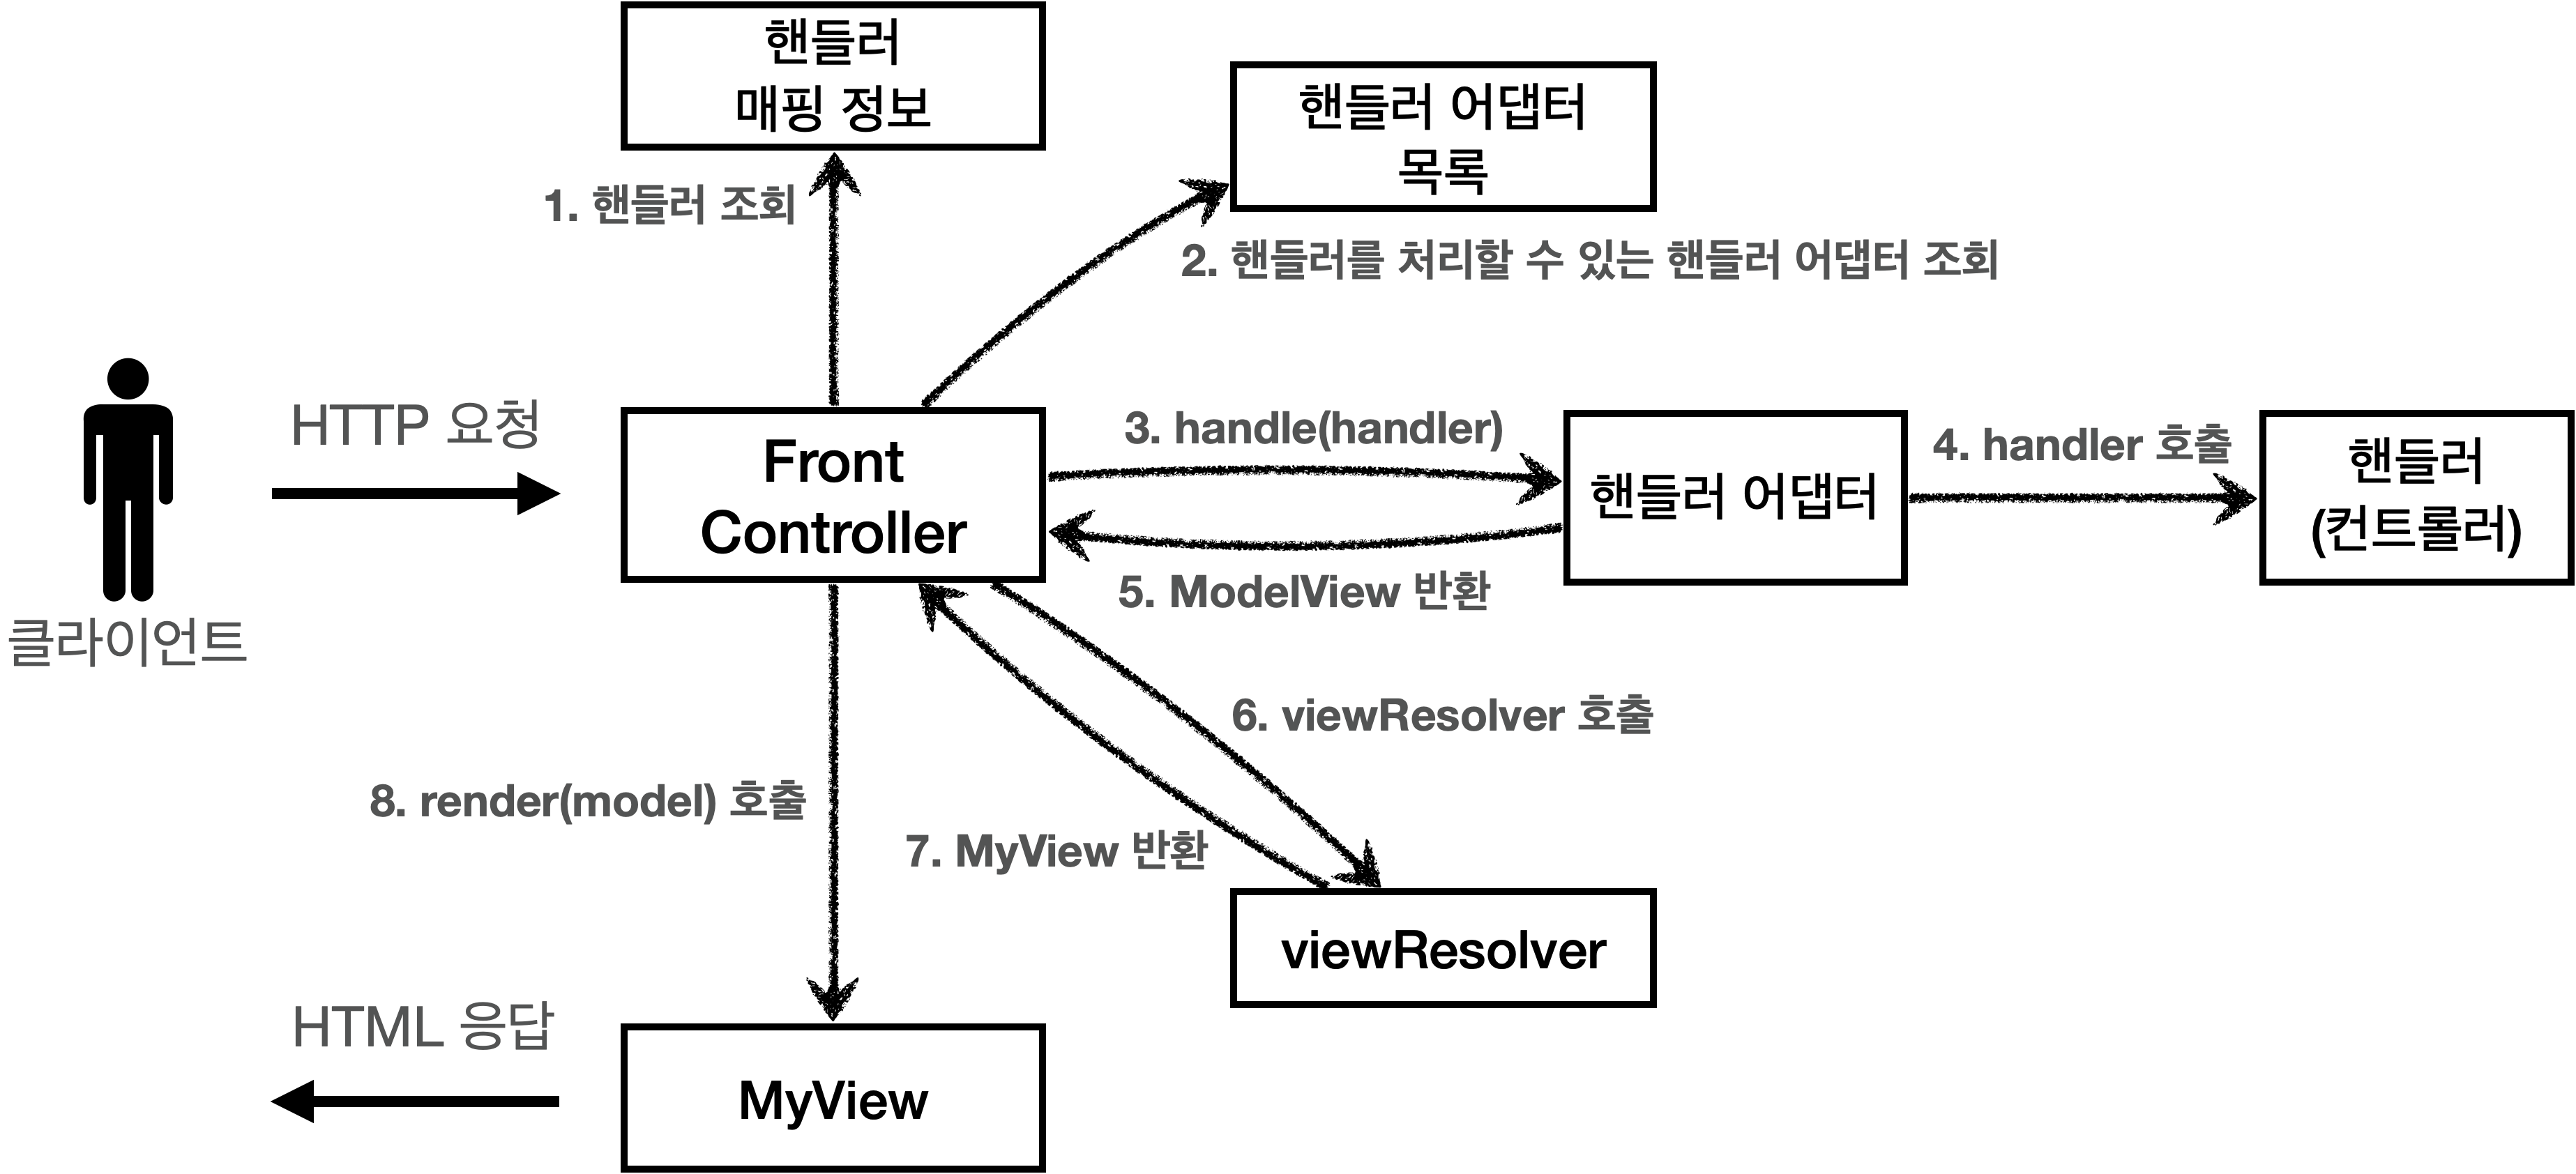 핸들러
매핑 정보
핸들러 어댑터
목록
1. 핸들러 조회
2. 핸들러를 처리할 수 있는 핸들러 어댑터 조회
클라이언트
HTTP 요청
Front
Controller
3. handle(handler)
핸들러 어댑터
4. handler 호출
핸들러
(컨트롤러)
5. ModelView 반환
6. viewResolver 호출
7. MyView 반환
8. render(model) 호출
viewResolver
HTML 응답
MyView